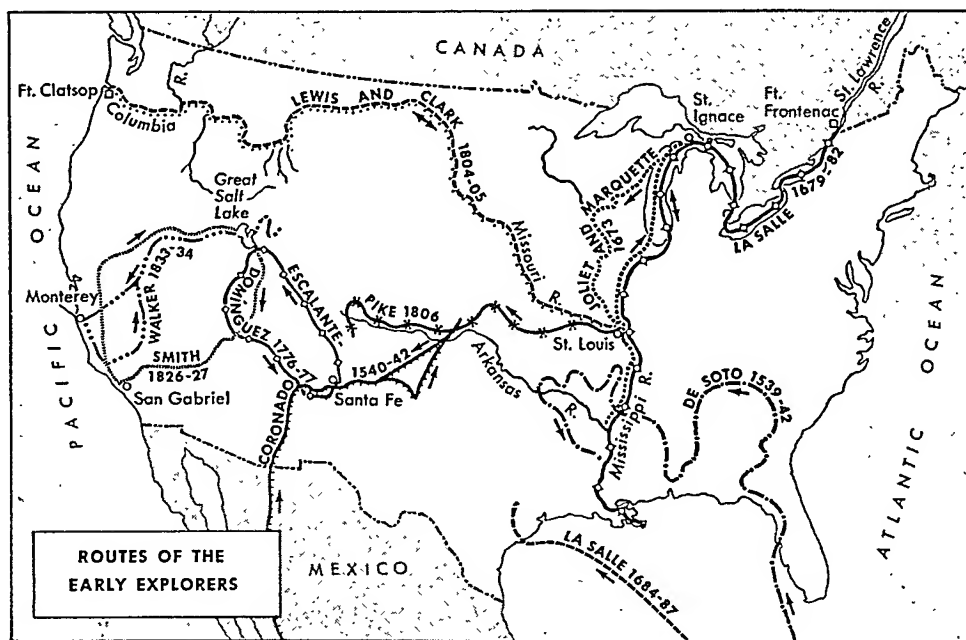 CANADA
Ft. Clatsop
Columbia
R.
LEWIS AND CLARK
1804-05
St. Ignace
Ft. Frontenac
St. Lawrence
R.
PACIFIC OCEAN
Great
Salt
Lake
MARQUETTE
JOLIET AND
1673
LA SALLE
1679-82
Monterey
WALKER 1833-34
DOMIN-
GUEZ 1776-77
ESCALANTE-
Missouri
R.
PIKE 1806
St. Louis
SMITH
1826-27
San Gabriel
CORONADO
1540-42
Santa Fe
Arkansas
R.
Mississippi R.
DE SOTO 1539-42
ATLANTIC OCEAN
MEXICO
LA SALLE 1684-87
ROUTES OF THE
EARLY EXPLORERS